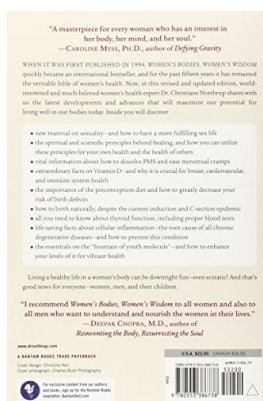 "A masterpiece for every woman who has an interest in
her body, her mind, and her soul."
—CAROLINE MYSS, PH.D., author of Defying Gravity
WHEN IT WAS FIRST PUBLISHED IN 1994, WOMEN'S BODIES, WOMEN'S WISDOM
quickly became an international bestseller, and for the past fifteen years it has remained
the veritable bible of women's health. Now, in this revised and updated edition, world-
renowned and much beloved women's health expert Dr. Christiane Northrup shares with
us the latest developments and advances that will maximize our potential for
living well in our bodies today. Inside you will discover
• new material on sexuality—and how to have a more fulfilling sex life
• the spiritual and scientific principles behind healing, and how you can utilize
these principles for your own health and the health of others
• vital information about how to dissolve PMS and ease menstrual cramps
• extraordinary facts on Vitamin D—and why it is crucial for breast, cardiovascular,
and immune system health
• the importance of the preconception diet and how to greatly decrease your
risk of birth defects
• how to birth naturally, despite the current induction and C-section epidemic
• all you need to know about thyroid function, including proper blood tests
• life-saving facts about cellular inflammation—the root cause of all chronic
degenerative diseases—and how to prevent this condition
• the essentials on the "fountain of youth molecule"—and how to enhance
your levels of it for vibrant health
Living a healthy life in a woman's body can be downright fun—even ecstatic! And that's
good news for everyone—women, men, and their children.
"I recommend Women's Bodies, Women's Wisdom to all women and also to
all men who want to understand and nourish the women in their lives."
—DEEPAK CHOPRA, M.D., author of
Reinventing the Body, Resurrecting the Soul
www.drnorthrup.com
A BANTAM BOOKS TRADE PAPERBACK
Cover design: Christine Kell
Cover photograph: Charles Bush Photography
U.S.A. $22.00
52200